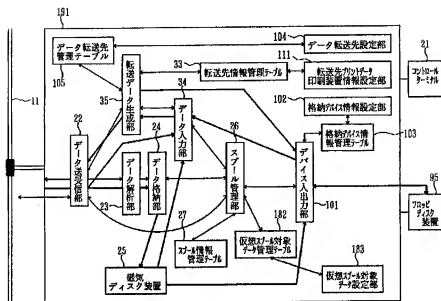 191
データ転送先
管理テーブル
105
104
データ転送先設定部
111
転送先プリントデータ
印刷装置情報設定部
33
転送先情報管理テーブル
34
102
格納デバイス情報設定部
格納デバイス情
報管理テーブル
103
21
コントロール
ターミナル
11
35
転送データ生成部
データ入力部
22
データ送受信部
23
データ解析部
24
データ格納部
26
スプール管理部
デバイス入出力部
101
95
フロッピディスク
装置
27
スプール情報
管理テーブル
182
仮想スプール対象
データ管理テーブル
183
仮想スプール対象
データ設定部
25
磁気
ディスク装置